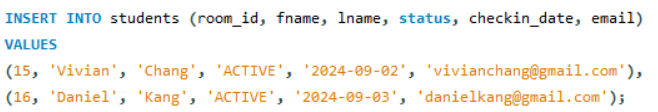 INSERT INTO students (room_id, fname, lname, status, checkin_date, email)
VALUES
(15, 'Vivian', 'Chang', 'ACTIVE', '2024-09-02', 'vivianchang@gmail.com'),
(16, 'Daniel', 'Kang', 'ACTIVE', '2024-09-03', 'danielkang@gmail.com');